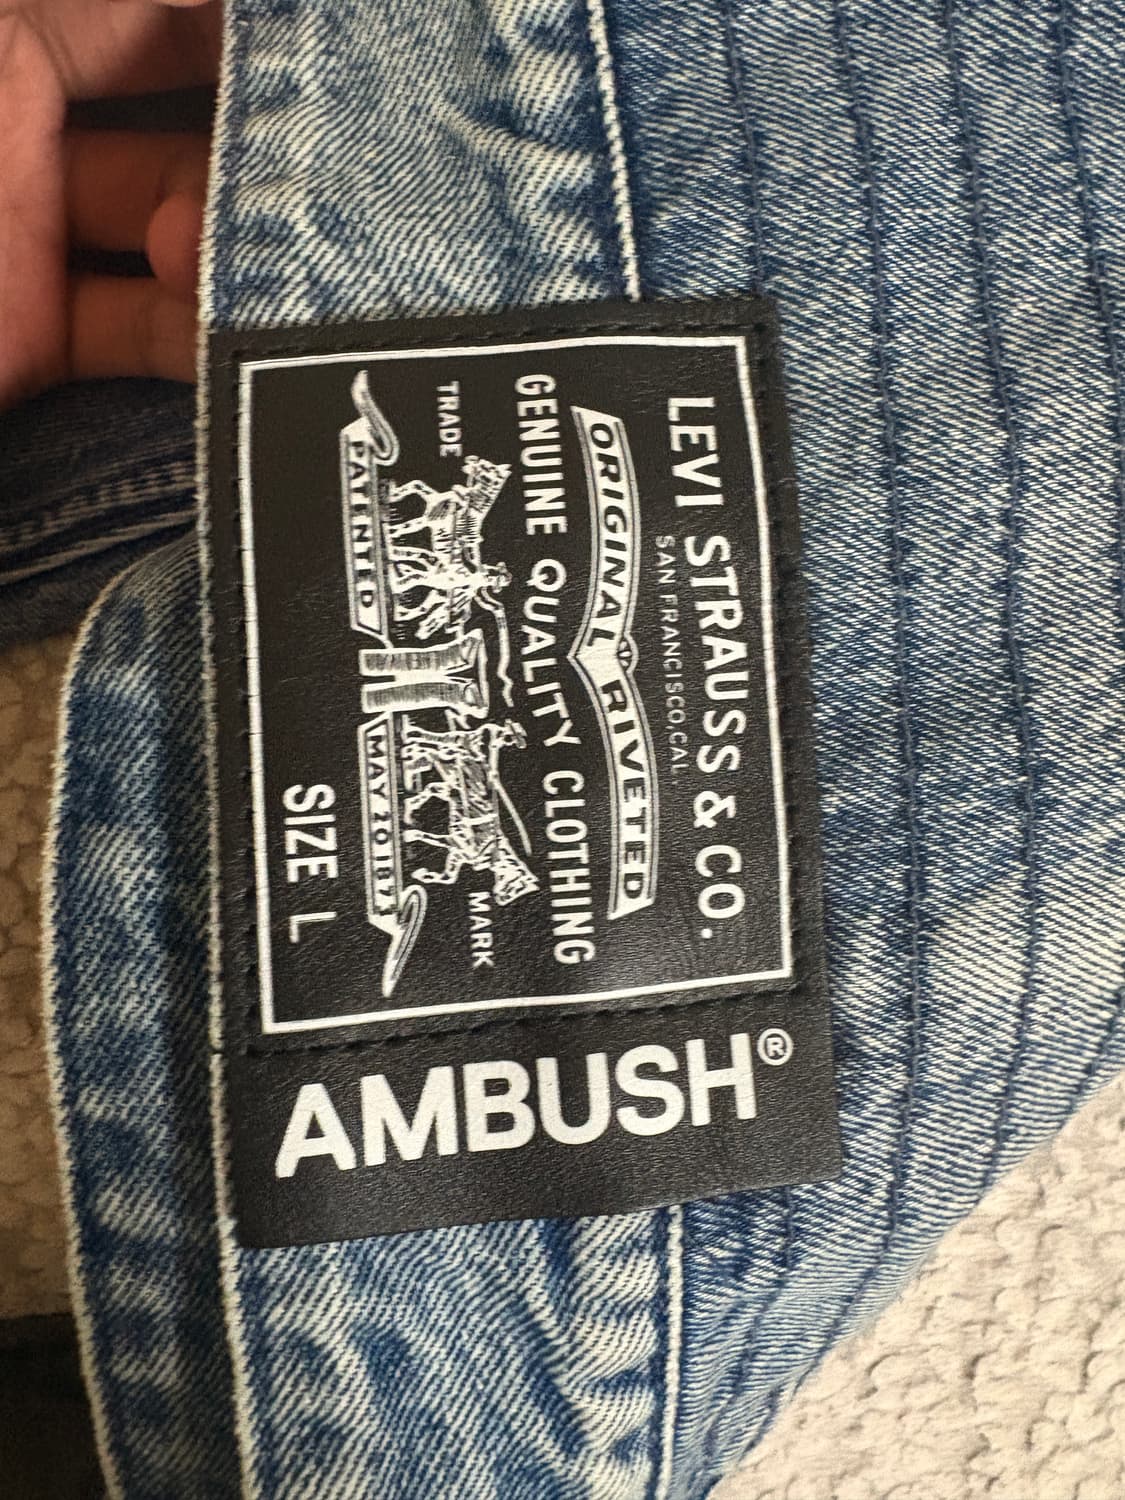 LEVI STRAUSS & CO.
SAN FRANCISCO, CAL.
ORIGINAL RIVETED
GENUINE QUALITY CLOTHING
TRADE MARK
PATENTED MAY 20 1873
SIZE L
AMBUSH®